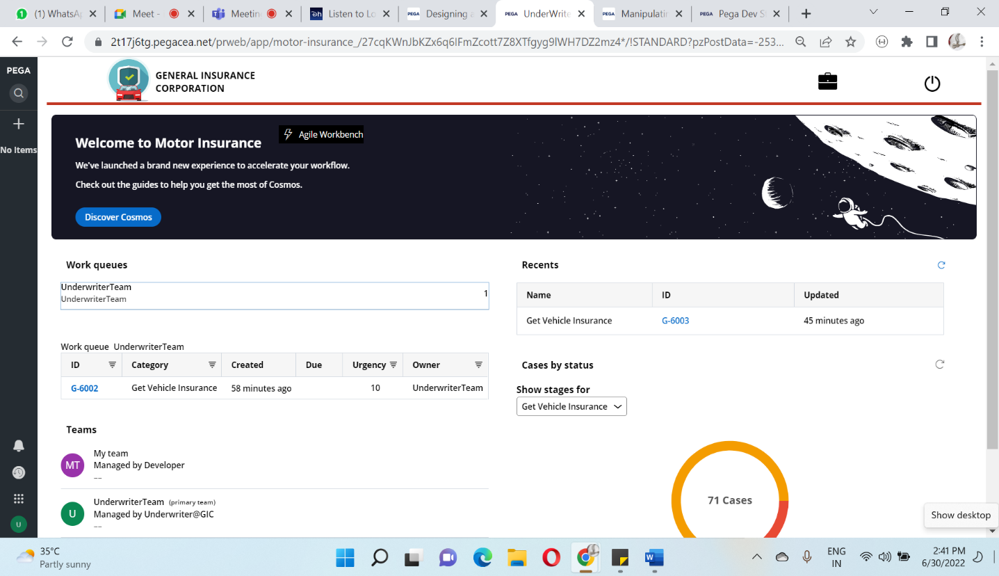 1 (1) WhatsA
Meet -
Meetin
Listen to Lo
PEGA Designing a
PEGA UnderWrite
PEGA Manipulatin
PEGA Pega Dev S
2t17j6tg.pegacea.net/prweb/app/motor-insurance_/27cqKWnJbKZx6q6IFmZcott7Z8XTfgyg9lWH7DZ2mz4*/!STANDARD?pzPostData=-253...
PEGA
GENERAL INSURANCE
CORPORATION
No Items
Agile Workbench
Welcome to Motor Insurance
We've launched a brand new experience to accelerate your workflow.
Check out the guides to help you get the most of Cosmos.
Discover Cosmos
Work queues
UnderwriterTeam 1
UnderwriterTeam
Work queue UnderwriterTeam
ID Category Created Due Urgency Owner
G-6002 Get Vehicle Insurance 58 minutes ago 10 UnderwriterTeam
Teams
MT
My team
Managed by Developer
--
U
UnderwriterTeam (primary team)
Managed by Underwriter@GIC
--
Recents
Name ID Updated
Get Vehicle Insurance G-6003 45 minutes ago
Cases by status
Show stages for
Get Vehicle Insurance
71 Cases
Show desktop
U
35°C
Partly sunny
ENG
IN
2:41 PM
6/30/2022